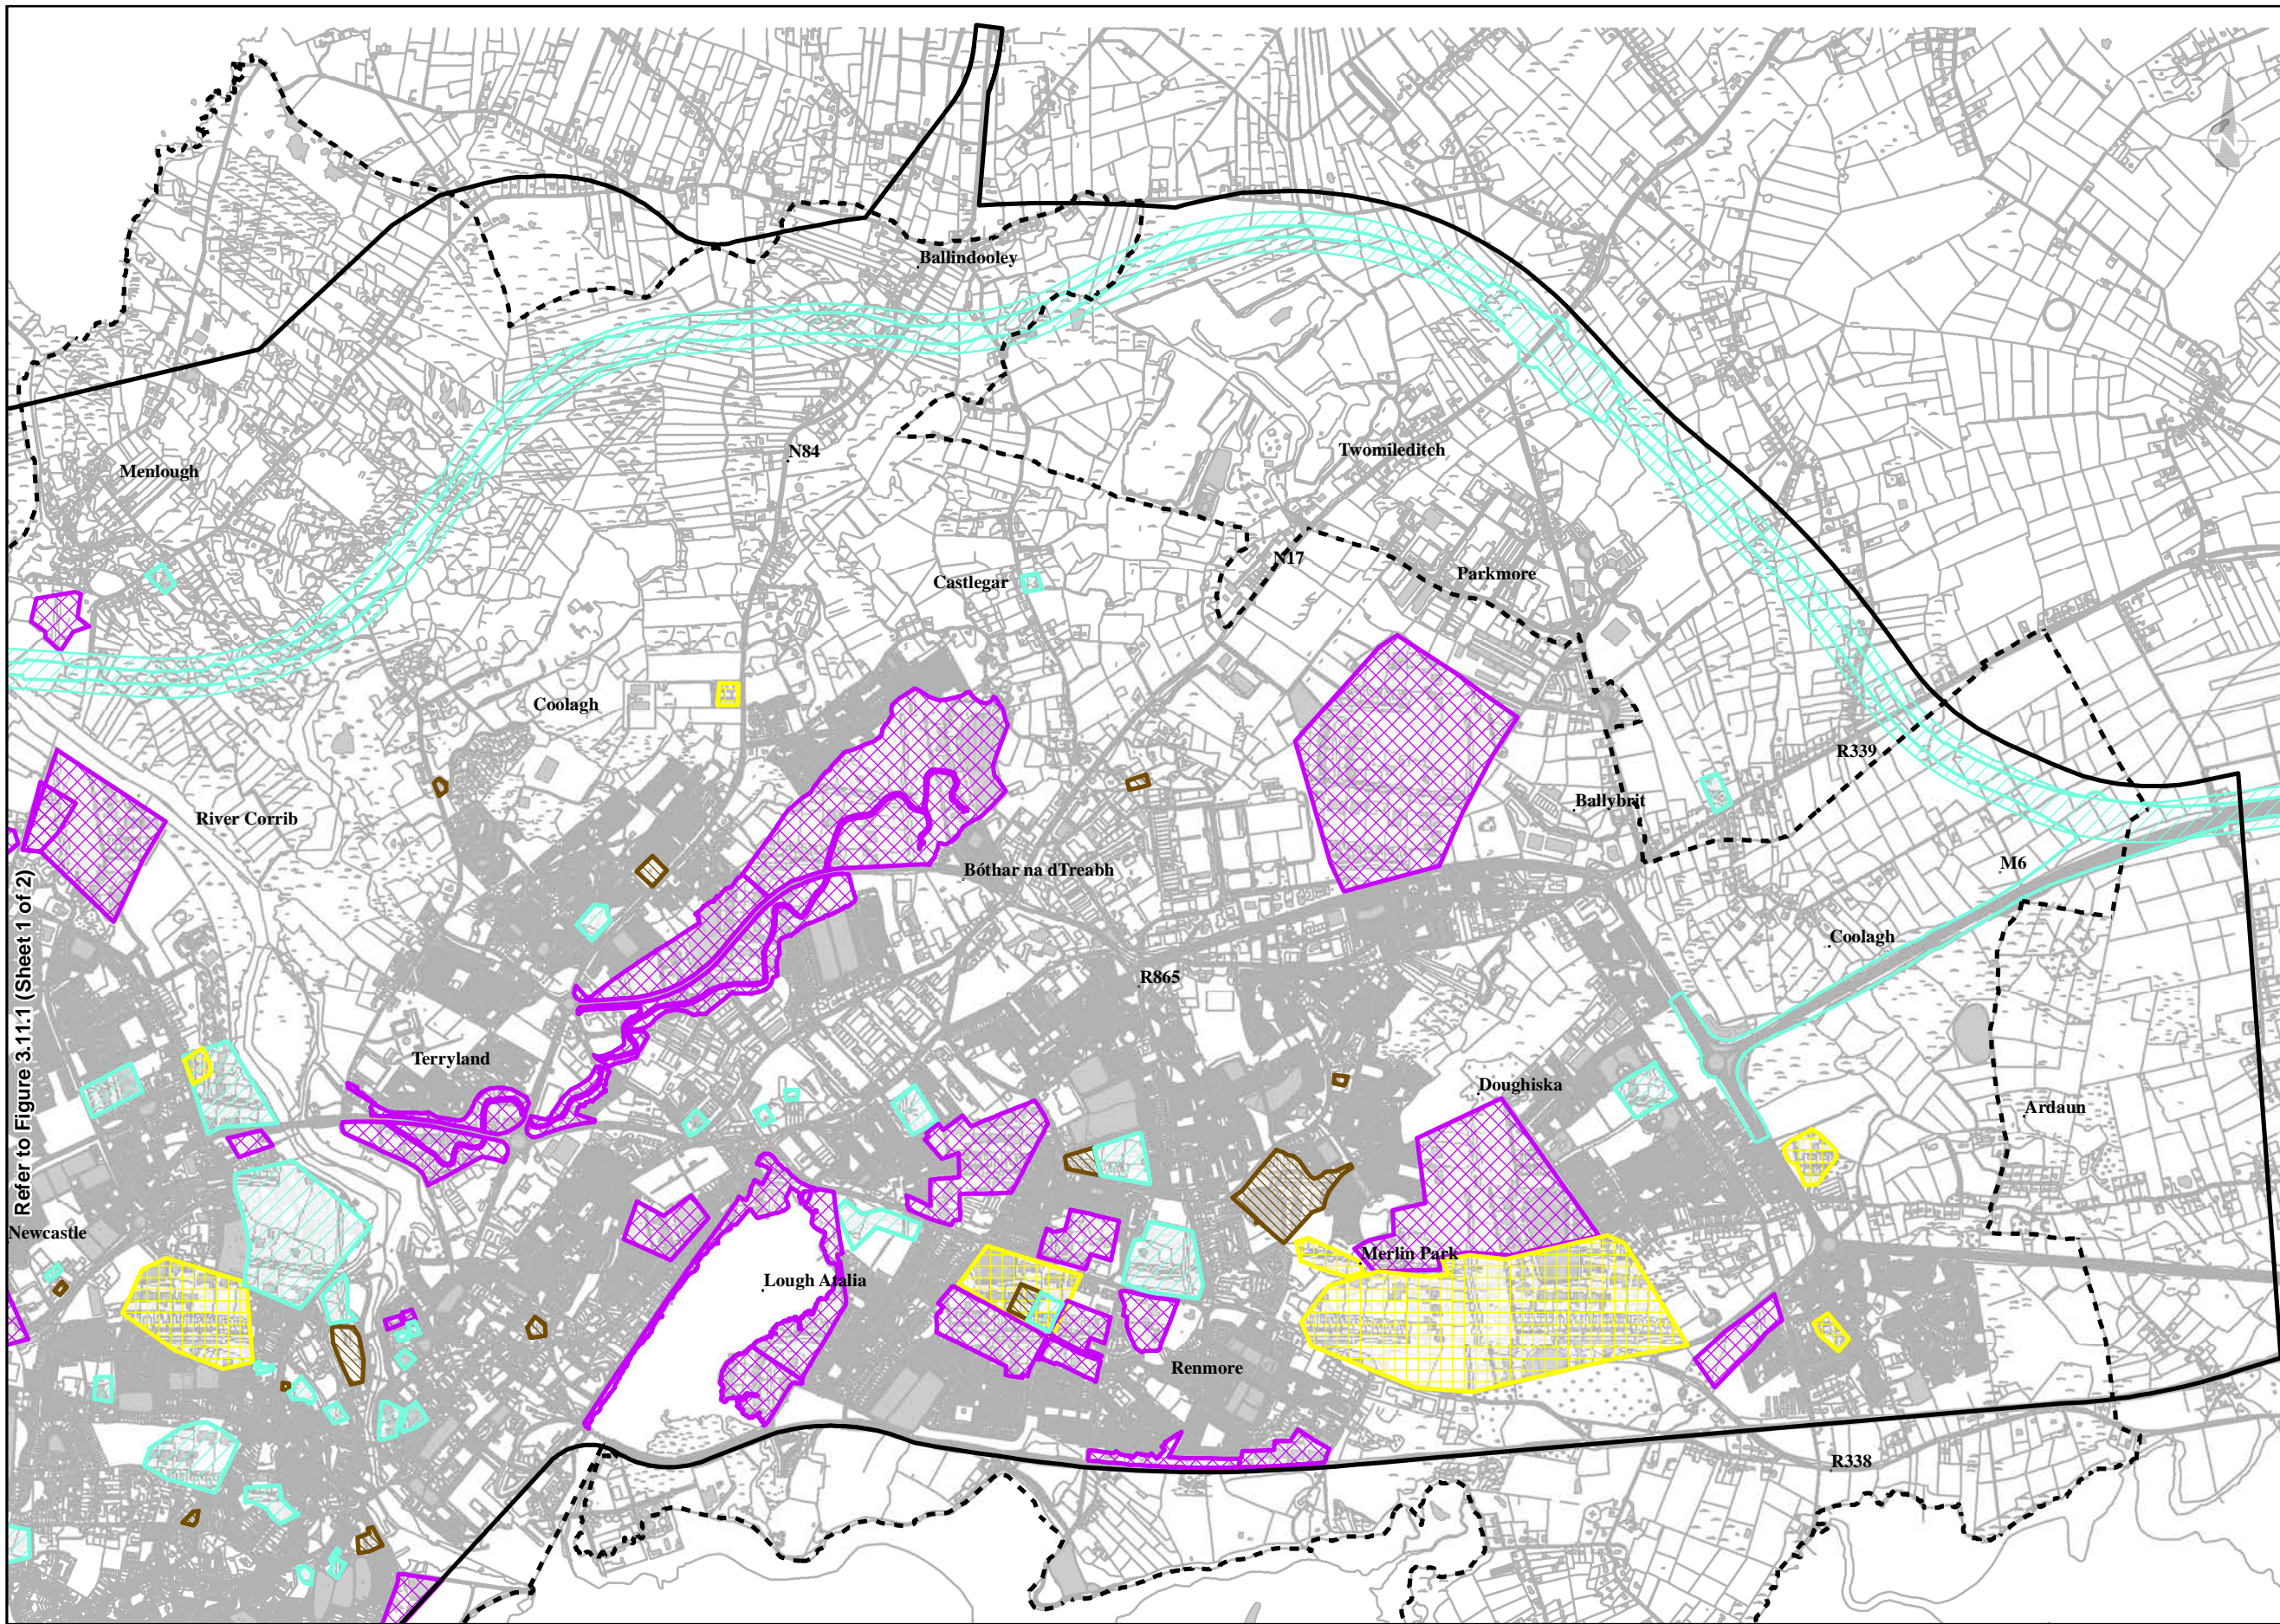 Ballindooley
N84
Twomileditch
Menlough
N17
Parkmore
Castlegar
Coolagh
R339
Ballybrit
River Corrib
Bóthar na dTreabh
M6
Coolagh
R865
Refer to Figure 3.11.1 (Sheet 1 of 2)
Terryland
Doughiska
Ardaun
Newcastle
Merlin Park
Lough Atalia
Renmore
R338
N